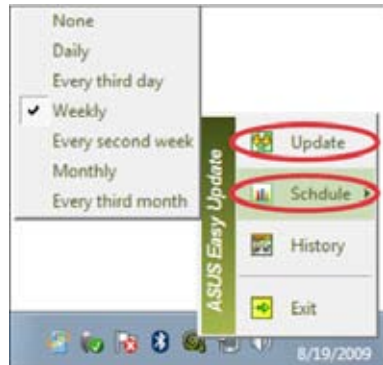 None
Daily
Every third day
Weekly
Every second week
Monthly
Every third month
ASUS Easy Update
Update
Schdule
History
Exit
8/19/2009